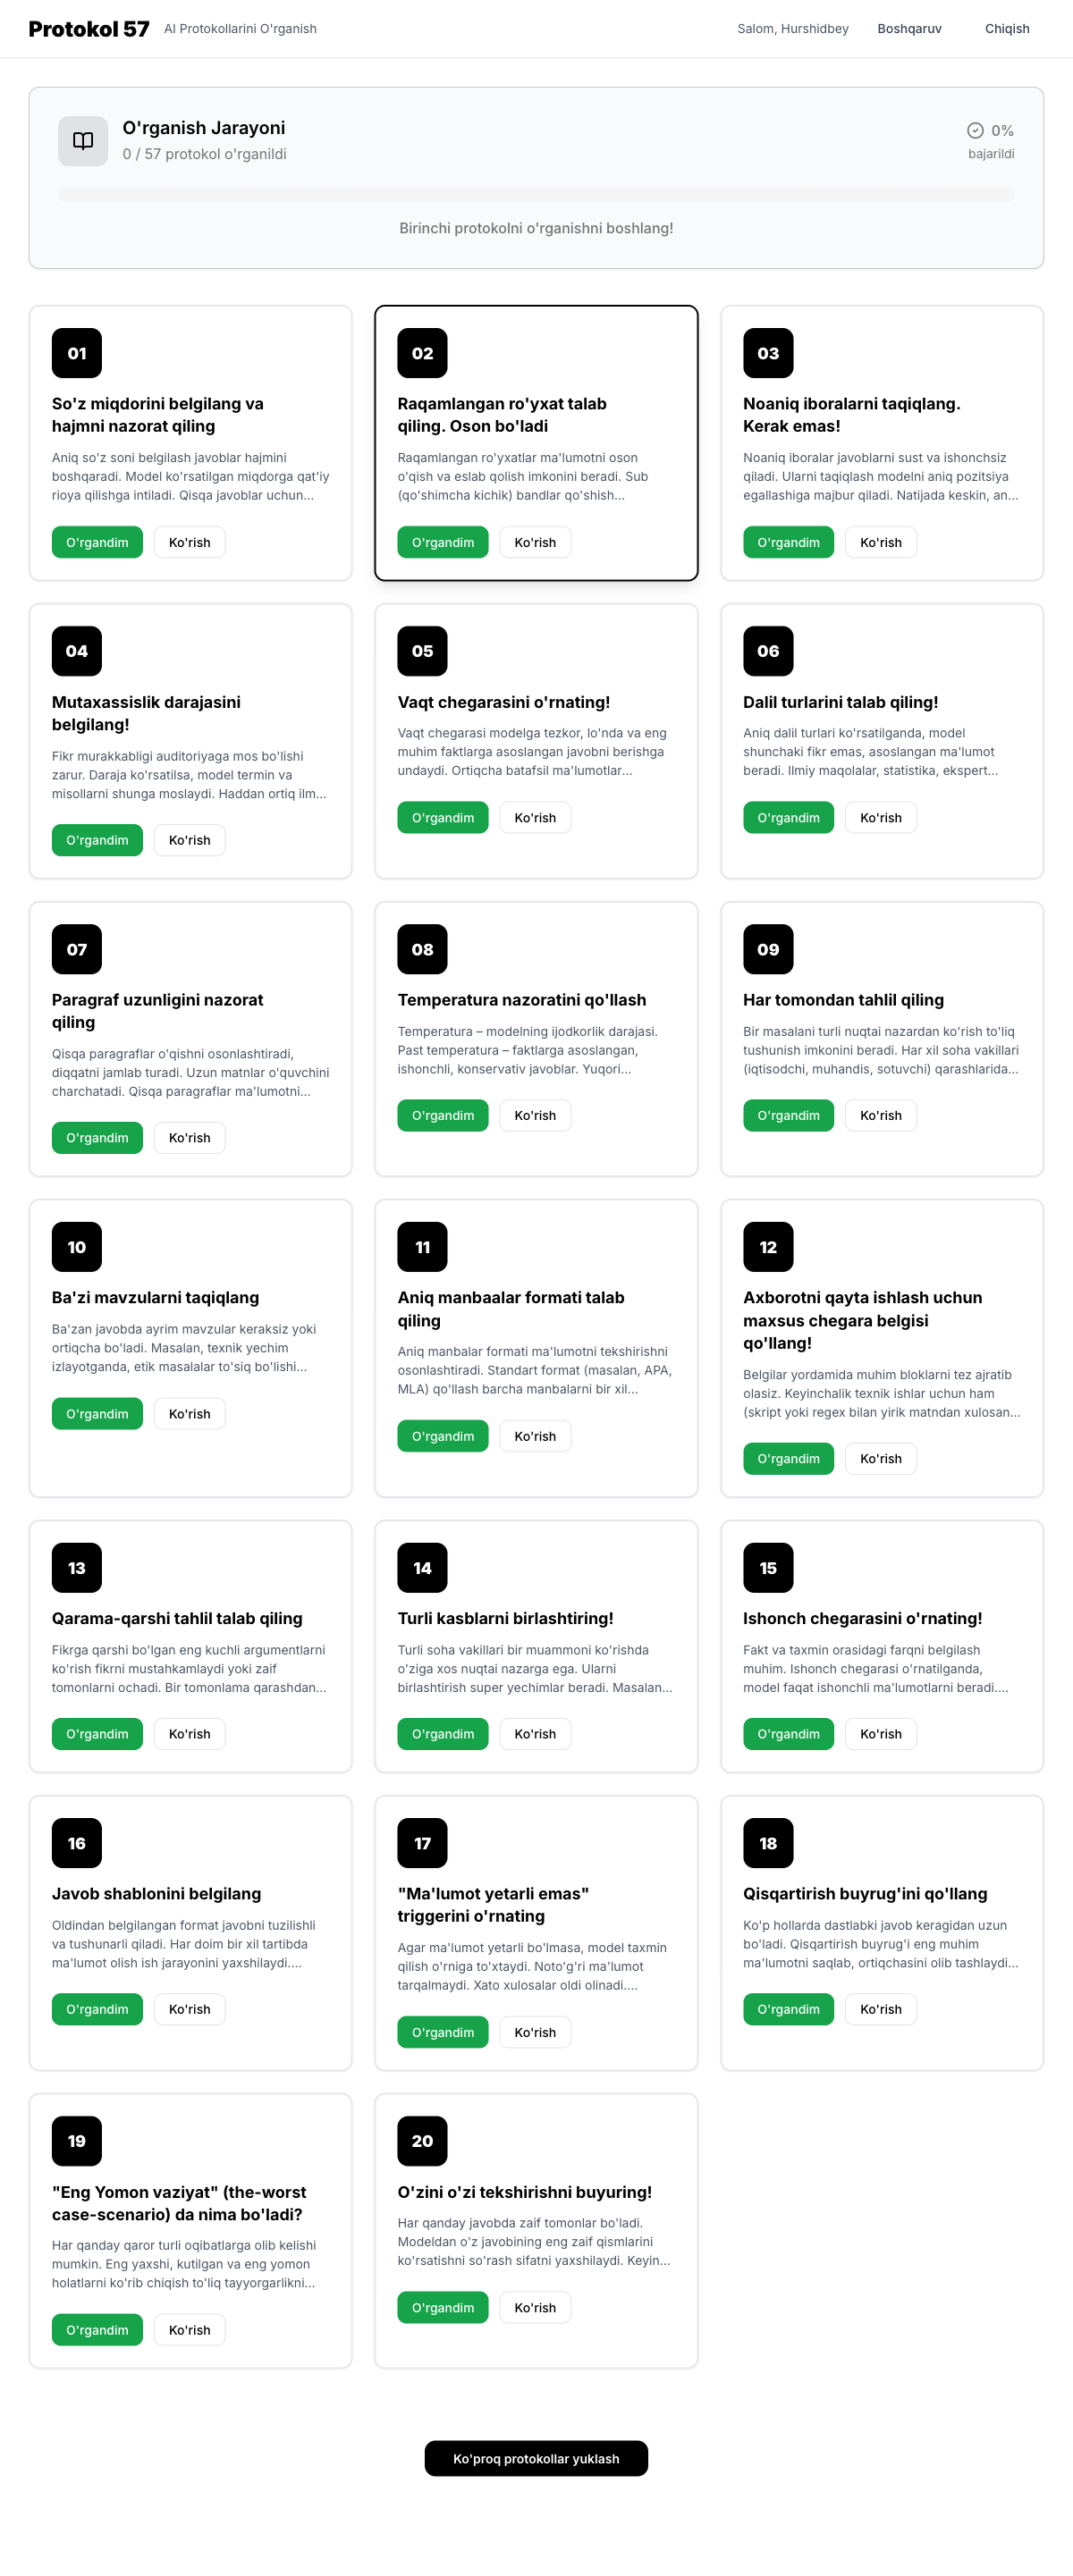 Protokol 57
AI Protokollarini O'rganish
Salom, Hurshidbey
Boshqaruv
Chiqish
O'rganish Jarayoni
0 / 57 protokol o'rganildi
0%
bajarildi
Birinchi protokolni o'rganishni boshlang!
01
So'z miqdorini belgilang va
hajmni nazorat qiling
Aniq so'z soni belgilash javoblar hajmini
boshqaradi. Model ko'rsatilgan miqdorga qat'iy
rioya qilishga intiladi. Qisqa javoblar uchun...
O'rgandim
Ko'rish
02
Raqamlangan ro'yxat talab
qiling. Oson bo'ladi
Raqamlangan ro'yxatlar ma'lumotni oson
o'qish va eslab qolish imkonini beradi. Sub
(qo'shimcha kichik) bandlar qo'shish...
O'rgandim
Ko'rish
03
Noaniq iboralarni taqiqlang.
Kerak emas!
Noaniq iboralar javoblarni sust va ishonchsiz
qiladi. Ularni taqiqlash modelni aniq pozitsiya
egallashiga majbur qiladi. Natijada keskin, an...
O'rgandim
Ko'rish
04
Mutaxassislik darajasini
belgilang!
Fikr murakkabligi auditoriyaga mos bo'lishi
zarur. Daraja ko'rsatilsa, model termin va
misollarni shunga moslaydi. Haddan ortiq ilm...
O'rgandim
Ko'rish
05
Vaqt chegarasini o'rnating!
Vaqt chegarasi modelga tezkor, lo'nda va eng
muhim faktlarga asoslangan javobni berishga
undaydi. Ortiqcha batafsil ma'lumotlar...
O'rgandim
Ko'rish
06
Dalil turlarini talab qiling!
Aniq dalil turlari ko'rsatilganda, model
shunchaki fikr emas, asoslangan ma'lumot
beradi. Ilmiy maqolalar, statistika, ekspert...
O'rgandim
Ko'rish
07
Paragraf uzunligini nazorat
qiling
Qisqa paragraflar o'qishni osonlashtiradi,
diqqatni jamlab turadi. Uzun matnlar o'quvchini
charchatadi. Qisqa paragraflar ma'lumotni...
O'rgandim
Ko'rish
08
Temperatura nazoratini qo'llash
Temperatura – modelning ijodkorlik darajasi.
Past temperatura – faktlarga asoslangan,
ishonchli, konservativ javoblar. Yuqori...
O'rgandim
Ko'rish
09
Har tomondan tahlil qiling
Bir masalani turli nuqtai nazardan ko'rish to'liq
tushunish imkonini beradi. Har xil soha vakillari
(iqtisodchi, muhandis, sotuvchi) qarashlarida...
O'rgandim
Ko'rish
10
Ba'zi mavzularni taqiqlang
Ba'zan javobda ayrim mavzular keraksiz yoki
ortiqcha bo'ladi. Masalan, texnik yechim
izlayotganda, etik masalalar to'siq bo'lishi...
O'rgandim
Ko'rish
11
Aniq manbaalar formati talab
qiling
Aniq manbalar formati ma'lumotni tekshirishni
osonlashtiradi. Standart format (masalan, APA,
MLA) qo'llash barcha manbalarni bir xil...
O'rgandim
Ko'rish
12
Axborotni qayta ishlash uchun
maxsus chegara belgisi
qo'llang!
Belgilar yordamida muhim bloklarni tez ajratib
olasiz. Keyinchalik texnik ishlar uchun ham
(skript yoki regex bilan yirik matndan xulosan...
O'rgandim
Ko'rish
13
Qarama-qarshi tahlil talab qiling
Fikrga qarshi bo'lgan eng kuchli argumentlarni
ko'rish fikrni mustahkamlaydi yoki zaif
tomonlarni ochadi. Bir tomonlama qarashdan...
O'rgandim
Ko'rish
14
Turli kasblarni birlashtiring!
Turli soha vakillari bir muammoni ko'rishda
o'ziga xos nuqtai nazarga ega. Ularni
birlashtirish super yechimlar beradi. Masalan...
O'rgandim
Ko'rish
15
Ishonch chegarasini o'rnating!
Fakt va taxmin orasidagi farqni belgilash
muhim. Ishonch chegarasi o'rnatilganda,
model faqat ishonchli ma'lumotlarni beradi....
O'rgandim
Ko'rish
16
Javob shablonini belgilang
Oldindan belgilangan format javobni tuzilishli
va tushunarli qiladi. Har doim bir xil tartibda
ma'lumot olish ish jarayonini yaxshilaydi....
O'rgandim
Ko'rish
17
"Ma'lumot yetarli emas"
triggerini o'rnating
Agar ma'lumot yetarli bo'lmasa, model taxmin
qilish o'rniga to'xtaydi. Noto'g'ri ma'lumot
tarqalmaydi. Xato xulosalar oldi olinadi....
O'rgandim
Ko'rish
18
Qisqartirish buyrug'ini qo'llang
Ko'p hollarda dastlabki javob keragidan uzun
bo'ladi. Qisqartirish buyrug'i eng muhim
ma'lumotni saqlab, ortiqchasini olib tashlaydi...
O'rgandim
Ko'rish
19
"Eng Yomon vaziyat" (the-worst
case-scenario) da nima bo'ladi?
Har qanday qaror turli oqibatlarga olib kelishi
mumkin. Eng yaxshi, kutilgan va eng yomon
holatlarni ko'rib chiqish to'liq tayyorgarlikni...
O'rgandim
Ko'rish
20
O'zini o'zi tekshirishni buyuring!
Har qanday javobda zaif tomonlar bo'ladi.
Modeldan o'z javobining eng zaif qismlarini
ko'rsatishni so'rash sifatni yaxshilaydi. Keyin...
O'rgandim
Ko'rish
Ko'proq protokollar yuklash